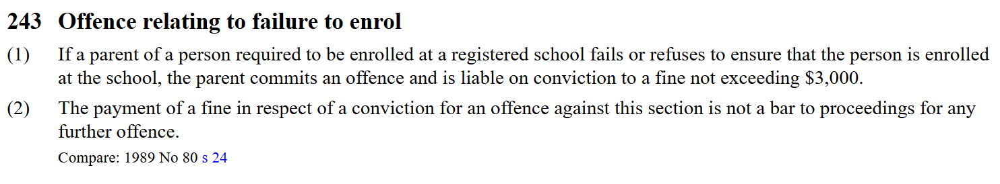 243 Offence relating to failure to enrol
(1) If a parent of a person required to be enrolled at a registered school fails or refuses to ensure that the person is enrolled
at the school, the parent commits an offence and is liable on conviction to a fine not exceeding $3,000.
(2) The payment of a fine in respect of a conviction for an offence against this section is not a bar to proceedings for any
further offence.
Compare: 1989 No 80 s 24